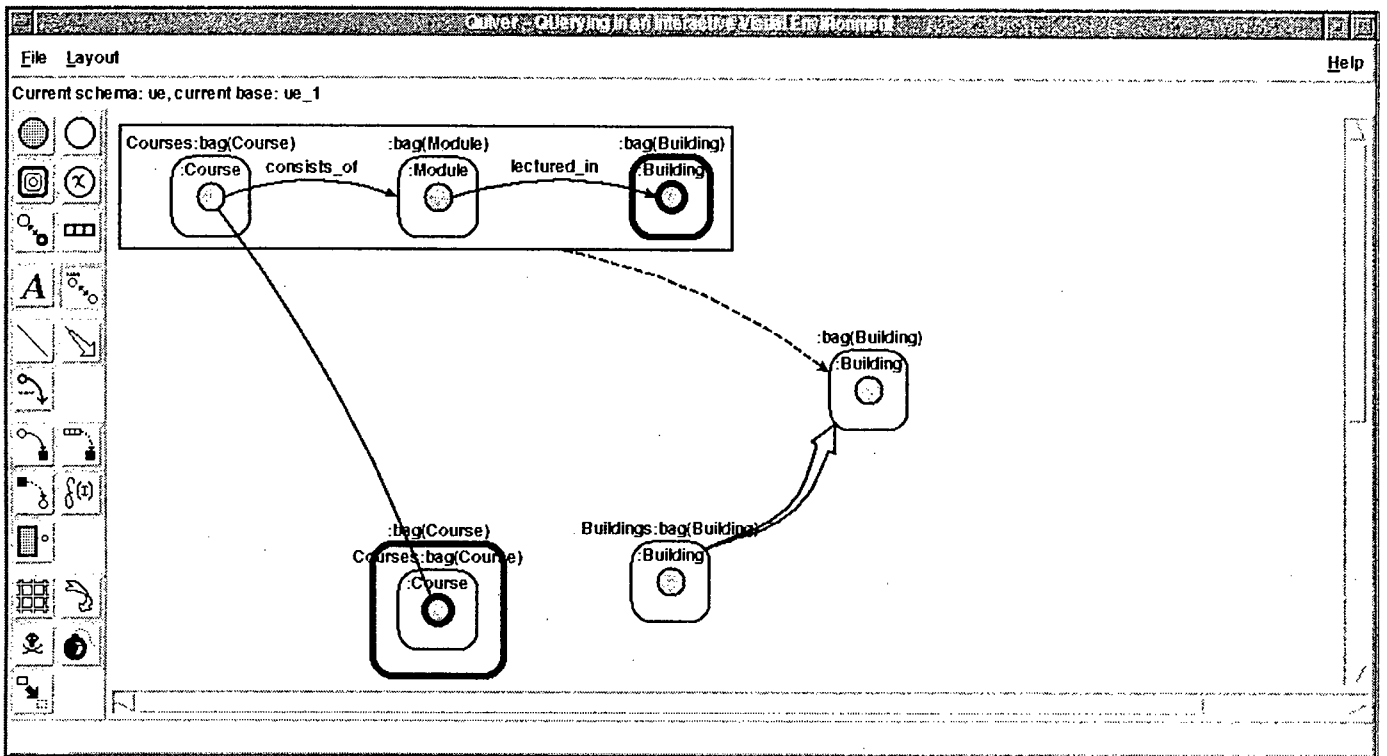 Quiver - QUerying in an Interactive Visual Environment
File Layout Help
Current schema: ue, current base: ue_1
Courses:bag(Course) :bag(Module) :bag(Building)
:Course consists_of :Module lectured_in :Building
A
:bag(Building)
:Building
:bag(Course) Buildings:bag(Building)
Courses:bag(Course) :Building
:Course